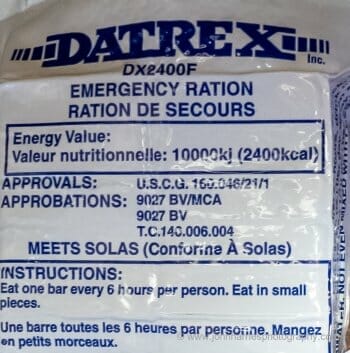 DATREX
Inc.
DX2400F
EMERGENCY RATION
RATION DE SECOURS
Energy Value:
Valeur nutritionnelle: 10000kj (2400kcal)
APPROVALS: U.S.C.G. 160.046/21/1
APPROBATIONS: 9027 BV/MCA
9027 BV
T.C.140.006.004
MEETS SOLAS (Conforme À Solas)
INSTRUCTIONS:
Eat one bar every 6 hours per person. Eat in small
pieces.
Une barre toutes les 6 heures par personne. Mangez
en petits morceaux.
NOT EVEN